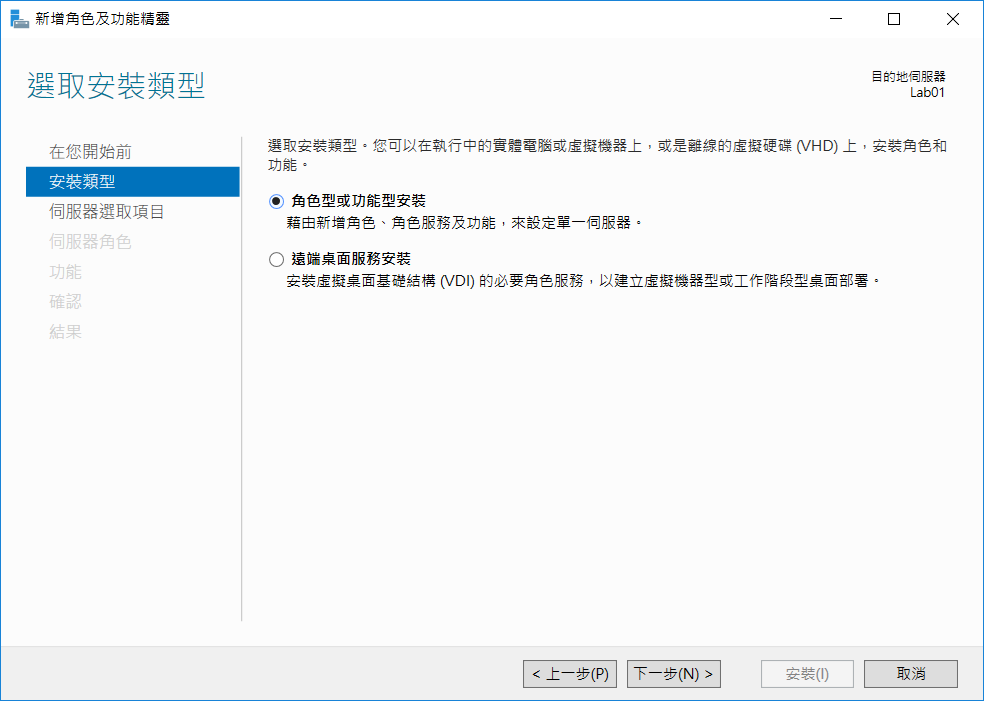 新增角色及功能精靈
選取安裝類型
目的地伺服器
Lab01
在您開始前
安裝類型
伺服器選取項目
伺服器角色
功能
確認
結果
選取安裝類型。您可以在執行中的實體電腦或虛擬機器上，或是離線的虛擬硬碟 (VHD) 上，安裝角色和
功能。
角色型或功能型安裝
藉由新增角色、角色服務及功能，來設定單一伺服器。
遠端桌面服務安裝
安裝虛擬桌面基礎結構 (VDI) 的必要角色服務，以建立虛擬機器型或工作階段型桌面部署。
< 上一步(P)
下一步(N) >
安裝(I)
取消